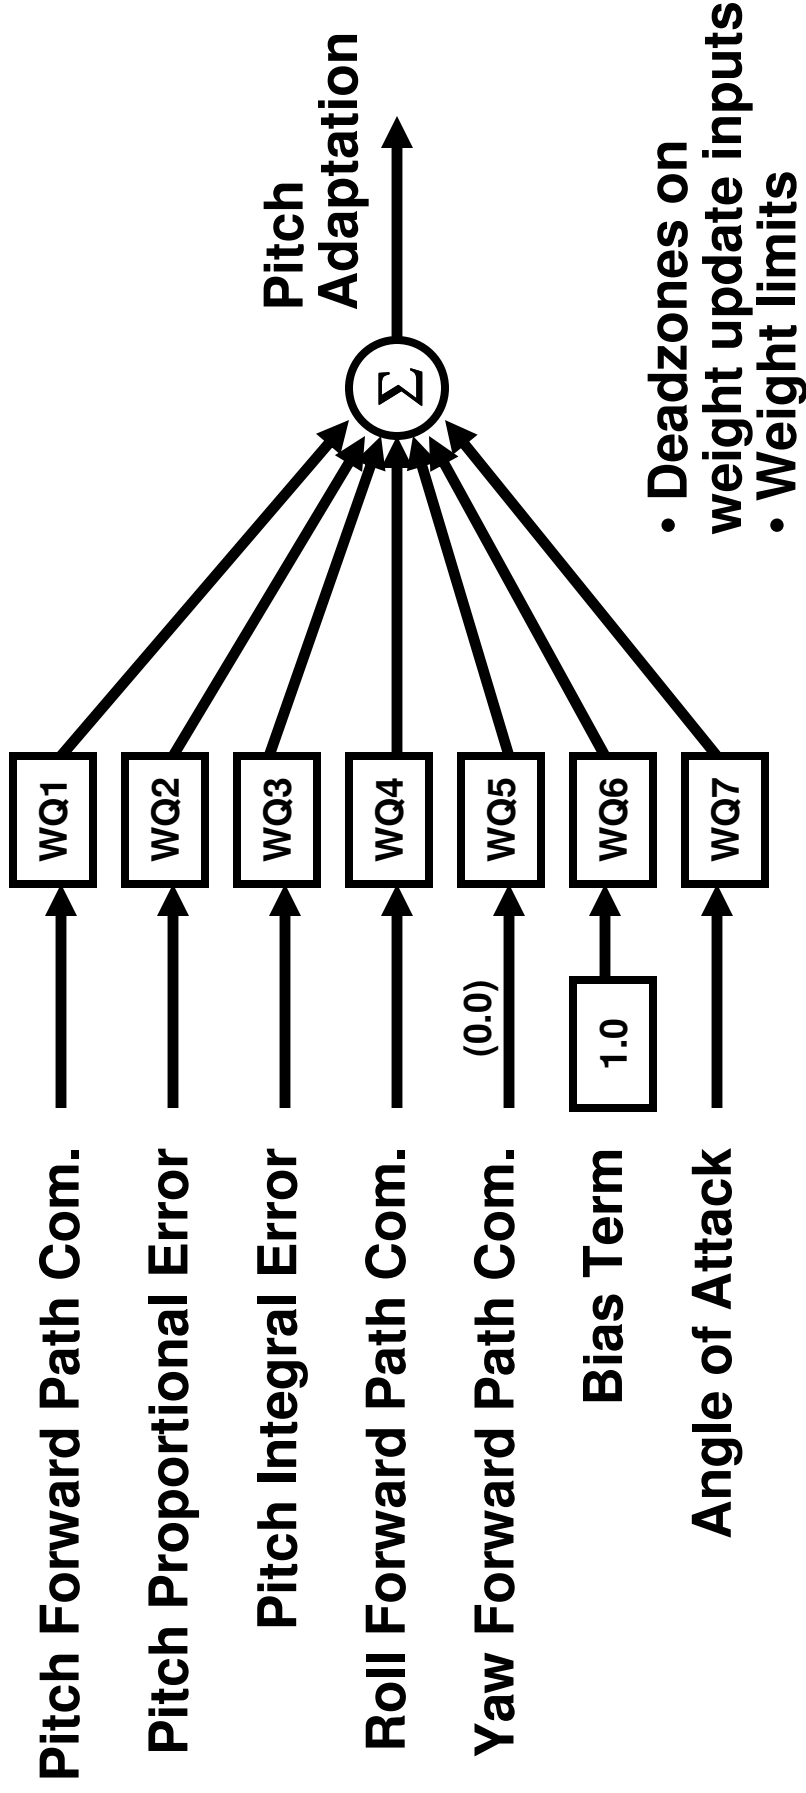 Pitch Forward Path Com.
WQ1
Pitch Proportional Error
WQ2
Pitch Integral Error
WQ3
Roll Forward Path Com.
WQ4
Yaw Forward Path Com.
(0.0)
WQ5
Bias Term
1.0
WQ6
Angle of Attack
WQ7
Σ
Pitch
Adaptation
• Deadzones on
weight update inputs
• Weight limits